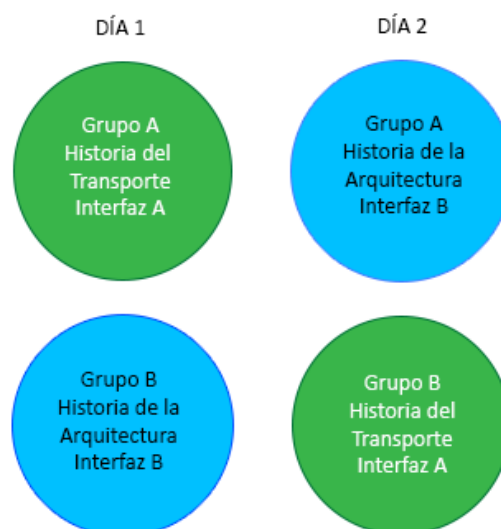 DÍA 1
DÍA 2
Grupo A
Historia del
Transporte
Interfaz A
Grupo A
Historia de la
Arquitectura
Interfaz B
Grupo B
Historia de la
Arquitectura
Interfaz B
Grupo B
Historia del
Transporte
Interfaz A